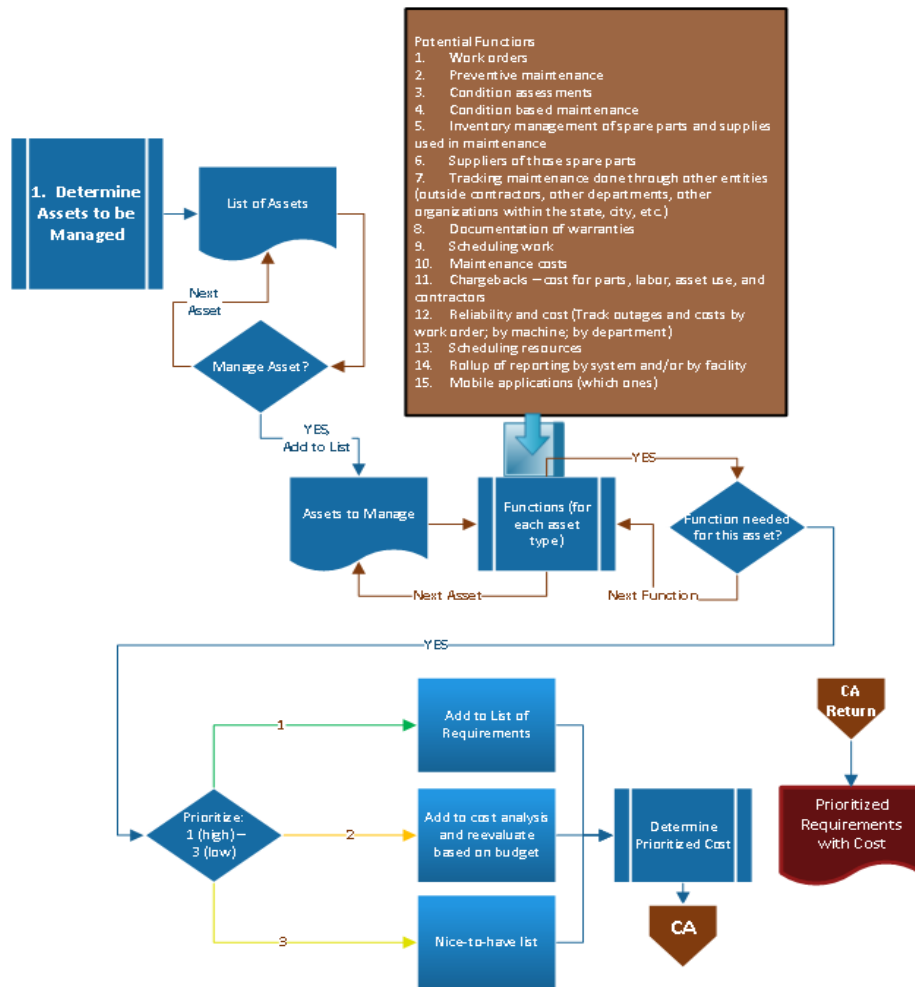 Potential Functions
1. Work orders
2. Preventive maintenance
3. Condition assessments
4. Condition based maintenance
5. Inventory management of spare parts and supplies
used in maintenance
6. Suppliers of those spare parts
7. Tracking maintenance done through other entities
(outside contractors, other departments, other
organizations within the state, city, etc.)
8. Documentation of warranties
9. Scheduling work
10. Maintenance costs
11. Chargebacks – cost for parts, labor, asset use, and
contractors
12. Reliability and cost (Track outages and costs by
work order; by machine; by department)
13. Scheduling resources
14. Rollup of reporting by system and/or by facility
15. Mobile applications (which ones)
1. Determine
Assets to be
Managed
List of Assets
Next
Asset
Manage Asset?
YES,
Add to List
Assets to Manage
Functions (for
each asset
type)
YES
Function needed
for this asset?
Next Asset
Next Function
YES
Prioritize:
1 (high) –
3 (low)
1
Add to List of
Requirements
2
Add to cost analysis
and reevaluate
based on budget
3
Nice-to-have list
Determine
Prioritized Cost
CA
CA
Return
Prioritized
Requirements
with Cost